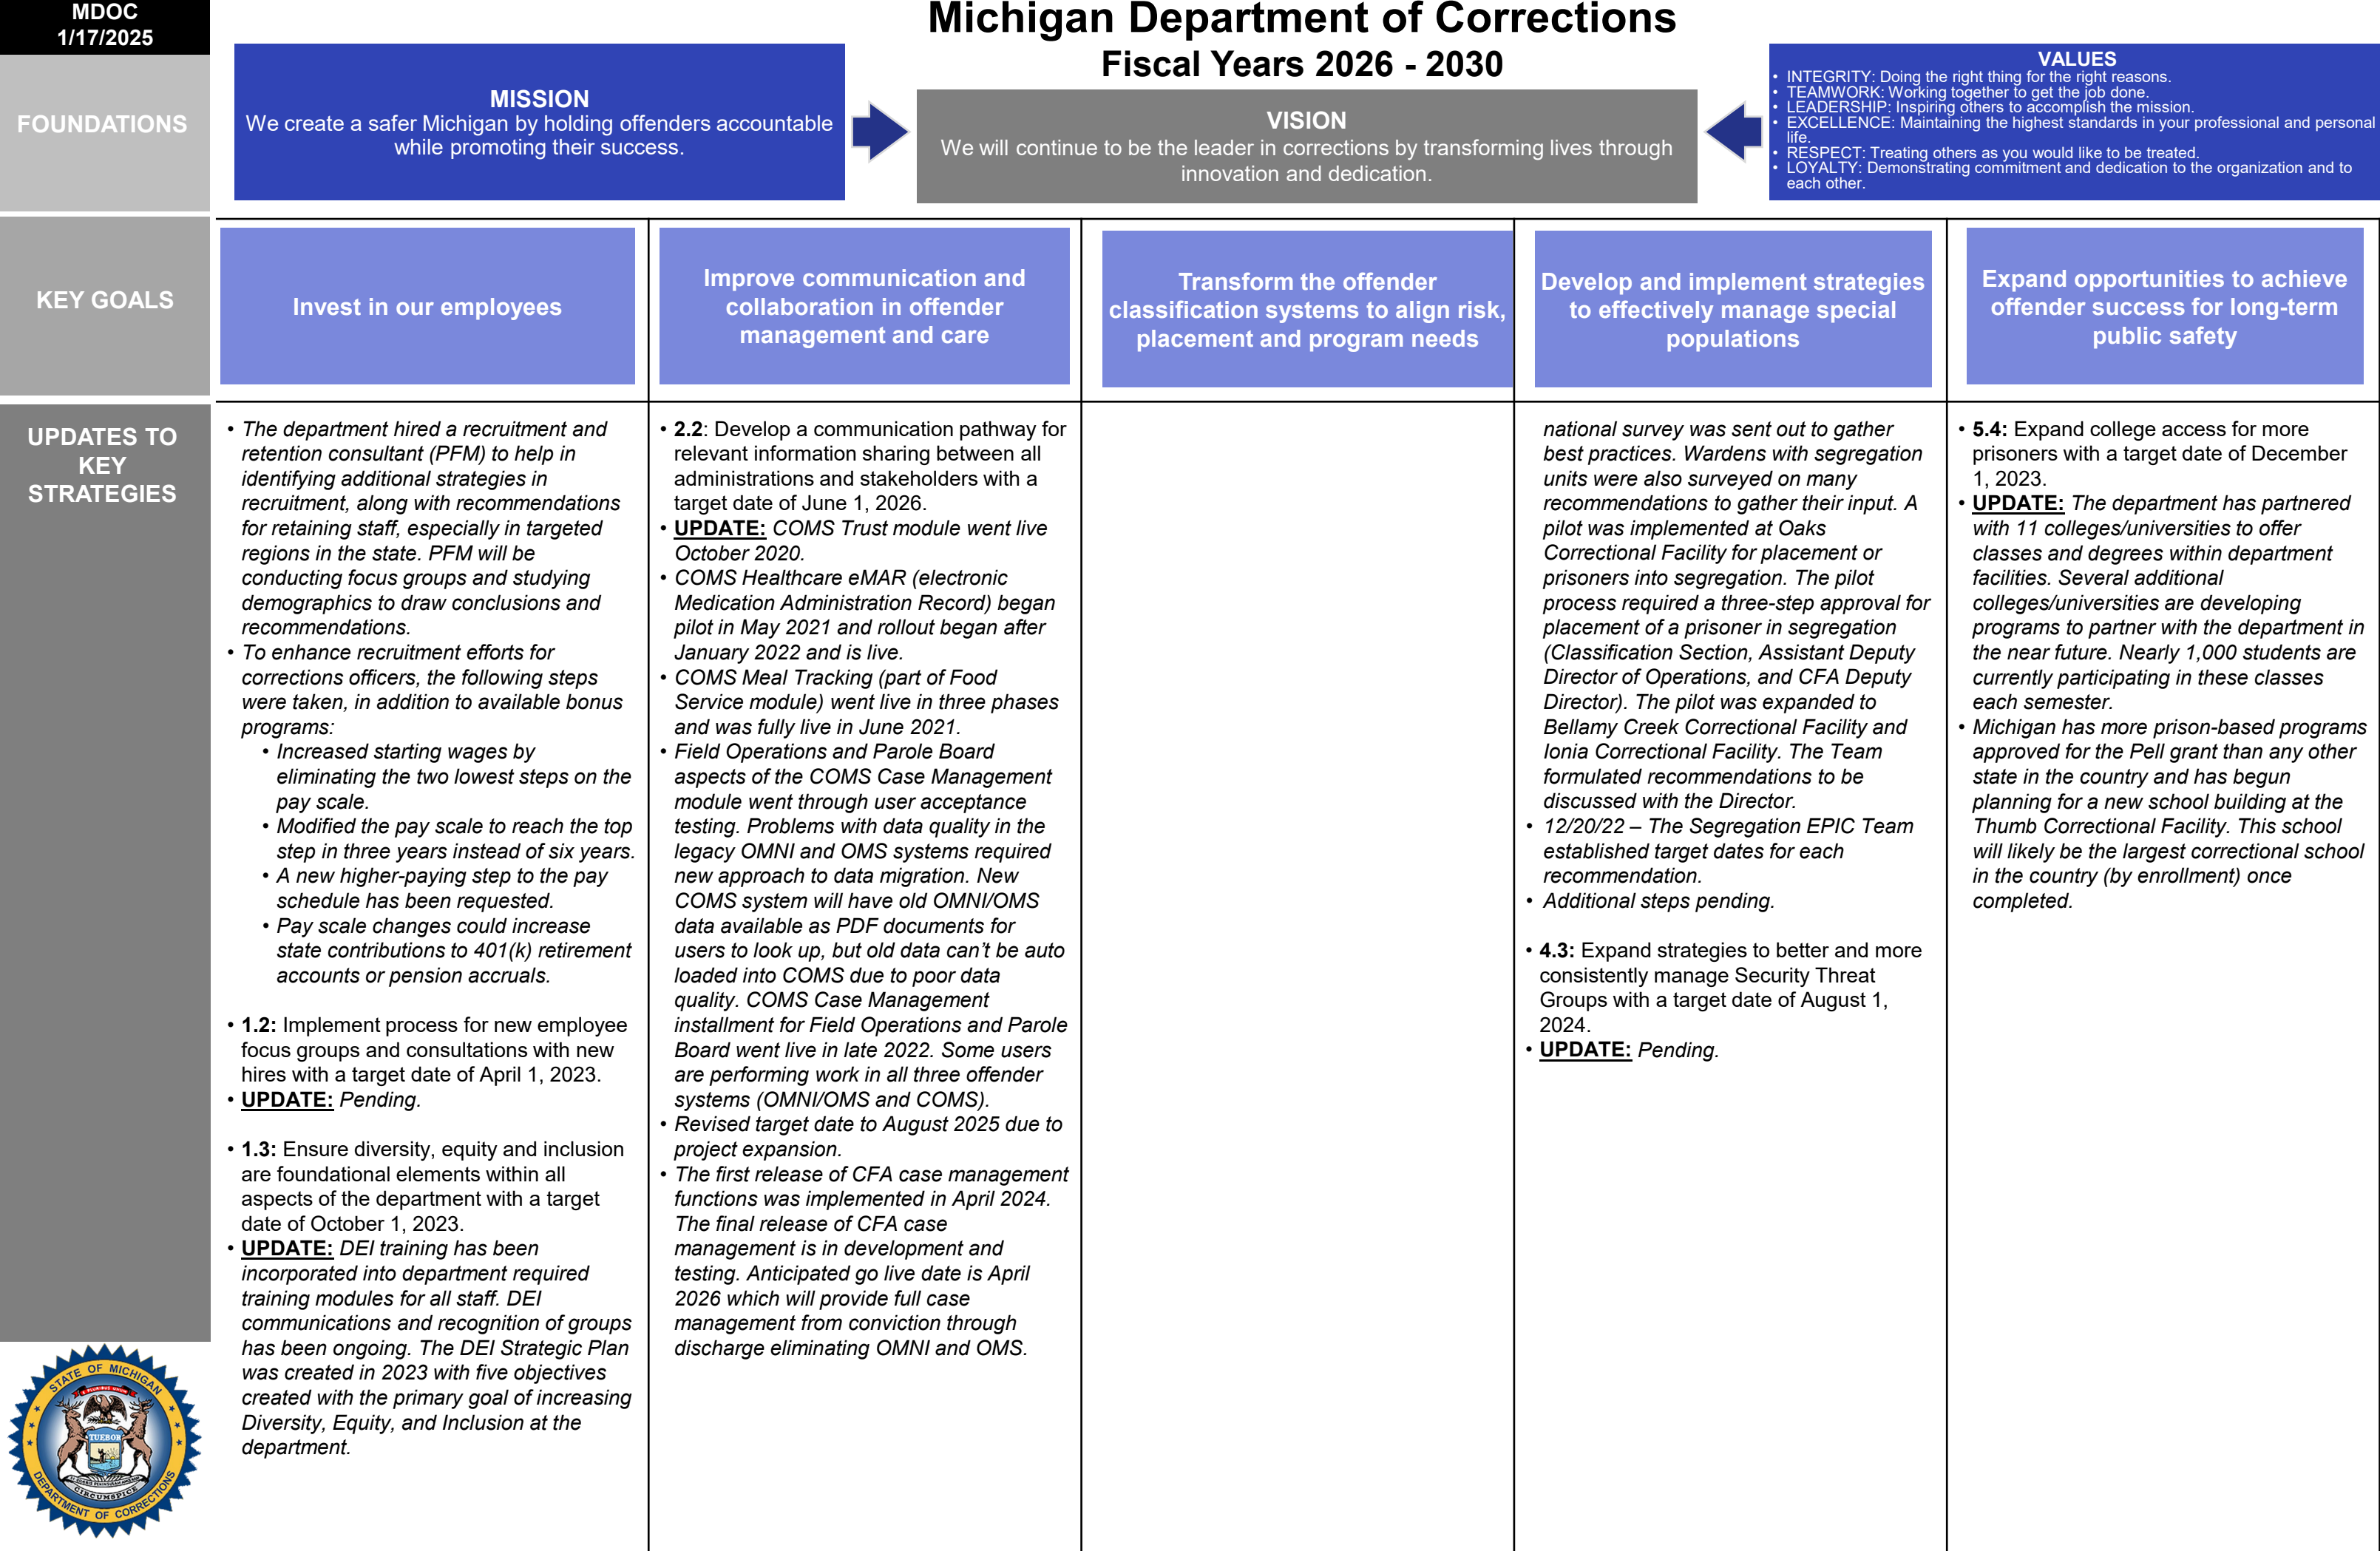 MDOC
1/17/2025
Michigan Department of Corrections
Fiscal Years 2026 - 2030
FOUNDATIONS
MISSION
We create a safer Michigan by holding offenders accountable
while promoting their success.
VISION
We will continue to be the leader in corrections by transforming lives through
innovation and dedication.
VALUES
• INTEGRITY: Doing the right thing for the right reasons.
• TEAMWORK: Working together to get the job done.
• LEADERSHIP: Inspiring others to accomplish the mission.
• EXCELLENCE: Maintaining the highest standards in your professional and personal
life.
• RESPECT: Treating others as you would like to be treated.
• LOYALTY: Demonstrating commitment and dedication to the organization and to
each other.
KEY GOALS
Invest in our employees
Improve communication and
collaboration in offender
management and care
Transform the offender
classification systems to align risk,
placement and program needs
Develop and implement strategies
to effectively manage special
populations
Expand opportunities to achieve
offender success for long-term
public safety
UPDATES TO
KEY
STRATEGIES
• The department hired a recruitment and
retention consultant (PFM) to help in
identifying additional strategies in
recruitment, along with recommendations
for retaining staff, especially in targeted
regions in the state. PFM will be
conducting focus groups and studying
demographics to draw conclusions and
recommendations.
• To enhance recruitment efforts for
corrections officers, the following steps
were taken, in addition to available bonus
programs:
• Increased starting wages by
eliminating the two lowest steps on the
pay scale.
• Modified the pay scale to reach the top
step in three years instead of six years.
• A new higher-paying step to the pay
schedule has been requested.
• Pay scale changes could increase
state contributions to 401(k) retirement
accounts or pension accruals.
• 1.2: Implement process for new employee
focus groups and consultations with new
hires with a target date of April 1, 2023.
• UPDATE: Pending.
• 1.3: Ensure diversity, equity and inclusion
are foundational elements within all
aspects of the department with a target
date of October 1, 2023.
• UPDATE: DEI training has been
incorporated into department required
training modules for all staff. DEI
communications and recognition of groups
has been ongoing. The DEI Strategic Plan
was created in 2023 with five objectives
created with the primary goal of increasing
Diversity, Equity, and Inclusion at the
department.
• 2.2: Develop a communication pathway for
relevant information sharing between all
administrations and stakeholders with a
target date of June 1, 2026.
• UPDATE: COMS Trust module went live
October 2020.
• COMS Healthcare eMAR (electronic
Medication Administration Record) began
pilot in May 2021 and rollout began after
January 2022 and is live.
• COMS Meal Tracking (part of Food
Service module) went live in three phases
and was fully live in June 2021.
• Field Operations and Parole Board
aspects of the COMS Case Management
module went through user acceptance
testing. Problems with data quality in the
legacy OMNI and OMS systems required
new approach to data migration. New
COMS system will have old OMNI/OMS
data available as PDF documents for
users to look up, but old data can’t be auto
loaded into COMS due to poor data
quality. COMS Case Management
installment for Field Operations and Parole
Board went live in late 2022. Some users
are performing work in all three offender
systems (OMNI/OMS and COMS).
• Revised target date to August 2025 due to
project expansion.
• The first release of CFA case management
functions was implemented in April 2024.
The final release of CFA case
management is in development and
testing. Anticipated go live date is April
2026 which will provide full case
management from conviction through
discharge eliminating OMNI and OMS.
national survey was sent out to gather
best practices. Wardens with segregation
units were also surveyed on many
recommendations to gather their input. A
pilot was implemented at Oaks
Correctional Facility for placement or
prisoners into segregation. The pilot
process required a three-step approval for
placement of a prisoner in segregation
(Classification Section, Assistant Deputy
Director of Operations, and CFA Deputy
Director). The pilot was expanded to
Bellamy Creek Correctional Facility and
Ionia Correctional Facility. The Team
formulated recommendations to be
discussed with the Director.
• 12/20/22 – The Segregation EPIC Team
established target dates for each
recommendation.
• Additional steps pending.
• 4.3: Expand strategies to better and more
consistently manage Security Threat
Groups with a target date of August 1,
2024.
• UPDATE: Pending.
• 5.4: Expand college access for more
prisoners with a target date of December
1, 2023.
• UPDATE: The department has partnered
with 11 colleges/universities to offer
classes and degrees within department
facilities. Several additional
colleges/universities are developing
programs to partner with the department in
the near future. Nearly 1,000 students are
currently participating in these classes
each semester.
• Michigan has more prison-based programs
approved for the Pell grant than any other
state in the country and has begun
planning for a new school building at the
Thumb Correctional Facility. This school
will likely be the largest correctional school
in the country (by enrollment) once
completed.
STATE OF MICHIGAN
TUEBOR
CIRCUMSPICE
DEPARTMENT OF CORRECTIONS